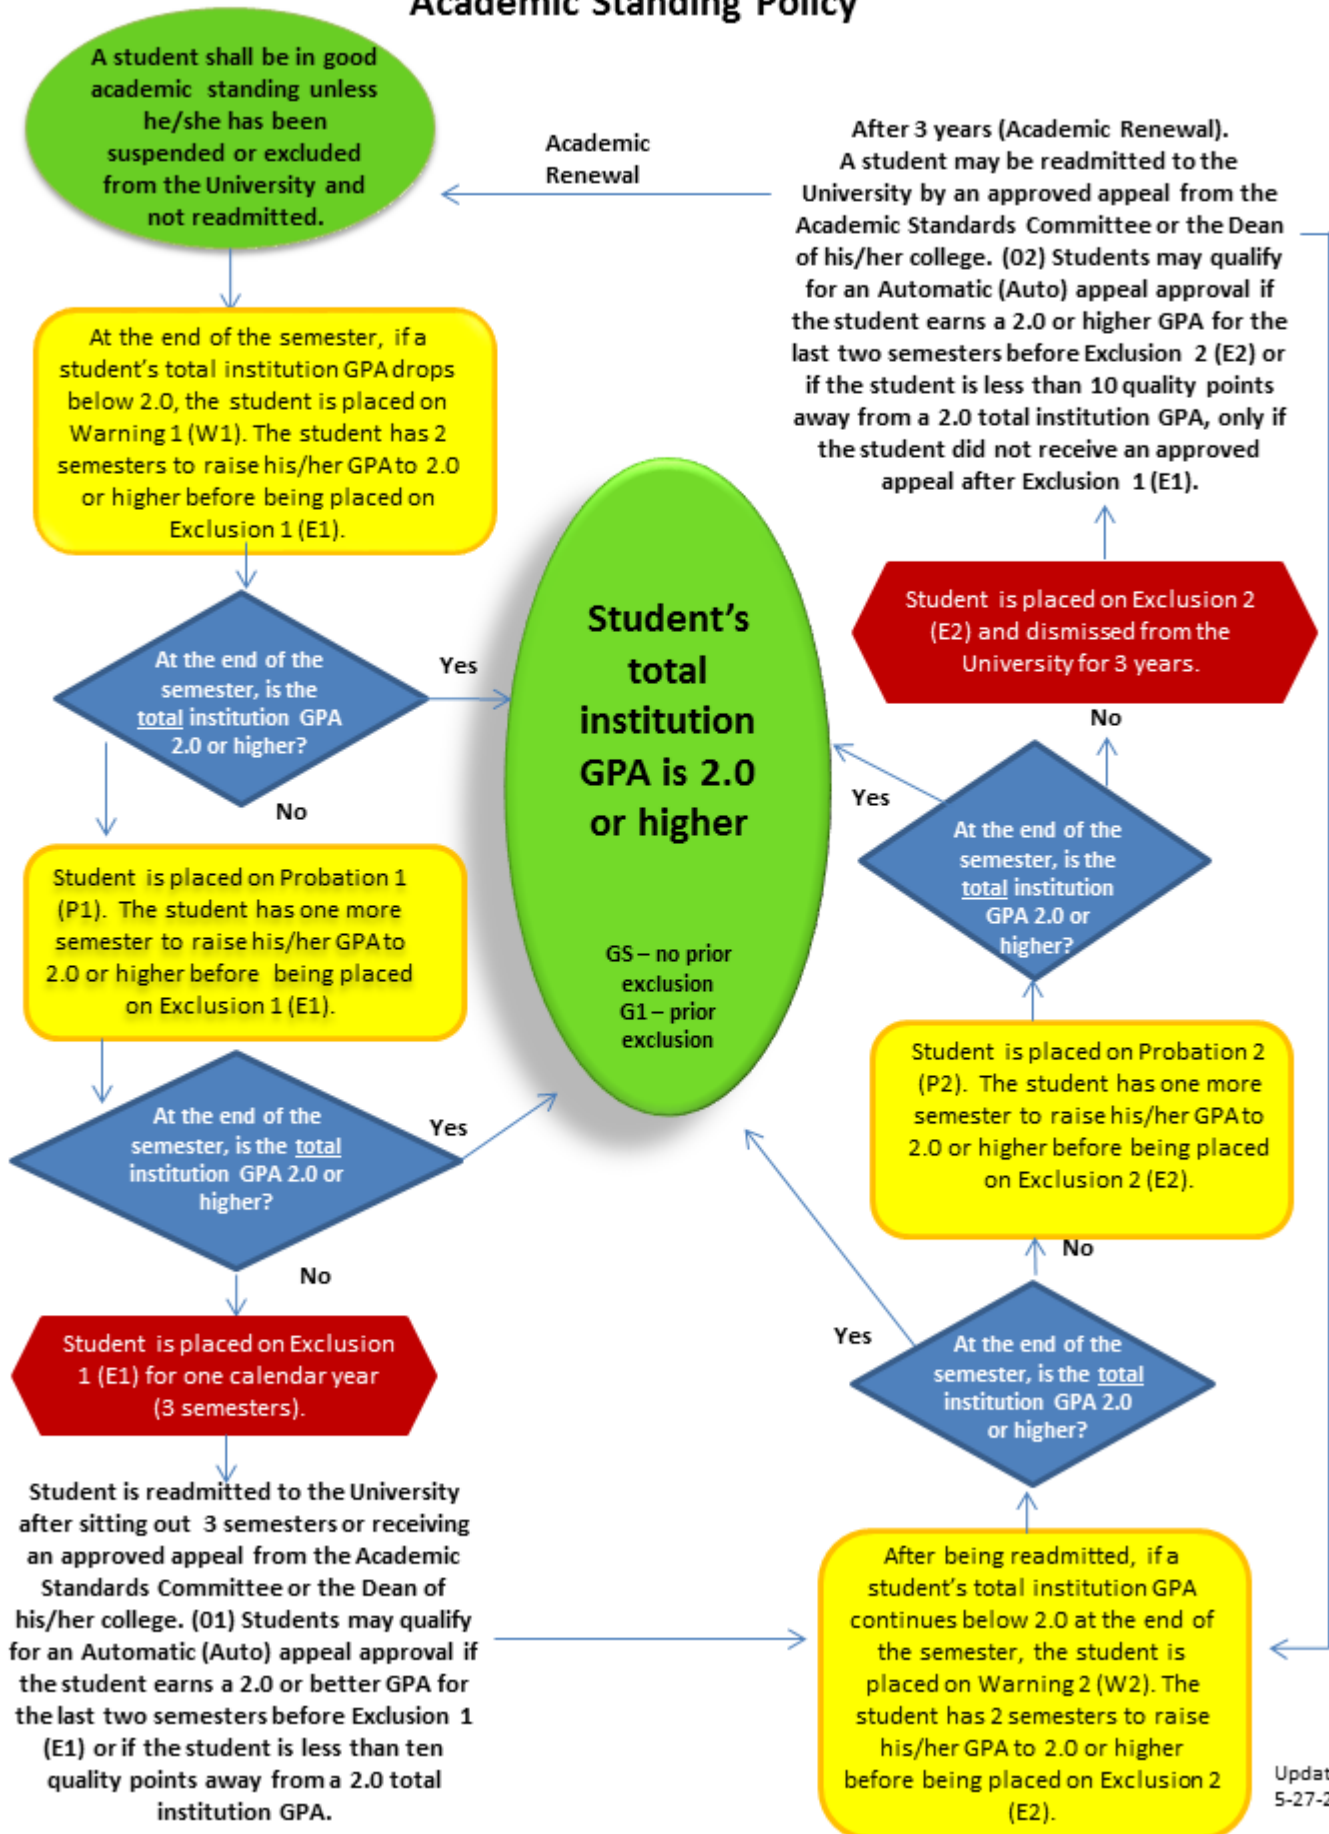 Academic Standing Policy
A student shall be in good
academic standing unless
he/she has been
suspended or excluded
from the University and
not readmitted.
Academic
Renewal
After 3 years (Academic Renewal).
A student may be readmitted to the
University by an approved appeal from the
Academic Standards Committee or the Dean
of his/her college. (02) Students may qualify
for an Automatic (Auto) appeal approval if
the student earns a 2.0 or higher GPA for the
last two semesters before Exclusion 2 (E2) or
if the student is less than 10 quality points
away from a 2.0 total institution GPA, only if
the student did not receive an approved
appeal after Exclusion 1 (E1).
At the end of the semester, if a
student's total institution GPA drops
below 2.0, the student is placed on
Warning 1 (W1). The student has 2
semesters to raise his/her GPA to 2.0
or higher before being placed on
Exclusion 1 (E1).
At the end of the
semester, is the
total institution GPA
2.0 or higher?
Yes
No
Student is placed on Probation 1
(P1). The student has one more
semester to raise his/her GPA to
2.0 or higher before being placed
on Exclusion 1 (E1).
At the end of the
semester, is the total
institution GPA 2.0 or
higher?
Yes
No
Student is placed on Exclusion
1 (E1) for one calendar year
(3 semesters).
Student is readmitted to the University
after sitting out 3 semesters or receiving
an approved appeal from the Academic
Standards Committee or the Dean of
his/her college. (01) Students may qualify
for an Automatic (Auto) appeal approval if
the student earns a 2.0 or better GPA for
the last two semesters before Exclusion 1
(E1) or if the student is less than ten
quality points away from a 2.0 total
institution GPA.
Student's
total
institution
GPA is 2.0
or higher
GS – no prior
exclusion
G1 – prior
exclusion
Student is placed on Exclusion 2
(E2) and dismissed from the
University for 3 years.
No
Yes
At the end of the
semester, is the
total institution
GPA 2.0 or
higher?
Student is placed on Probation 2
(P2). The student has one more
semester to raise his/her GPA to
2.0 or higher before being placed
on Exclusion 2 (E2).
No
Yes
At the end of the
semester, is the total
institution GPA 2.0
or higher?
After being readmitted, if a
student's total institution GPA
continues below 2.0 at the end of
the semester, the student is
placed on Warning 2 (W2). The
student has 2 semesters to raise
his/her GPA to 2.0 or higher
before being placed on Exclusion 2
(E2).